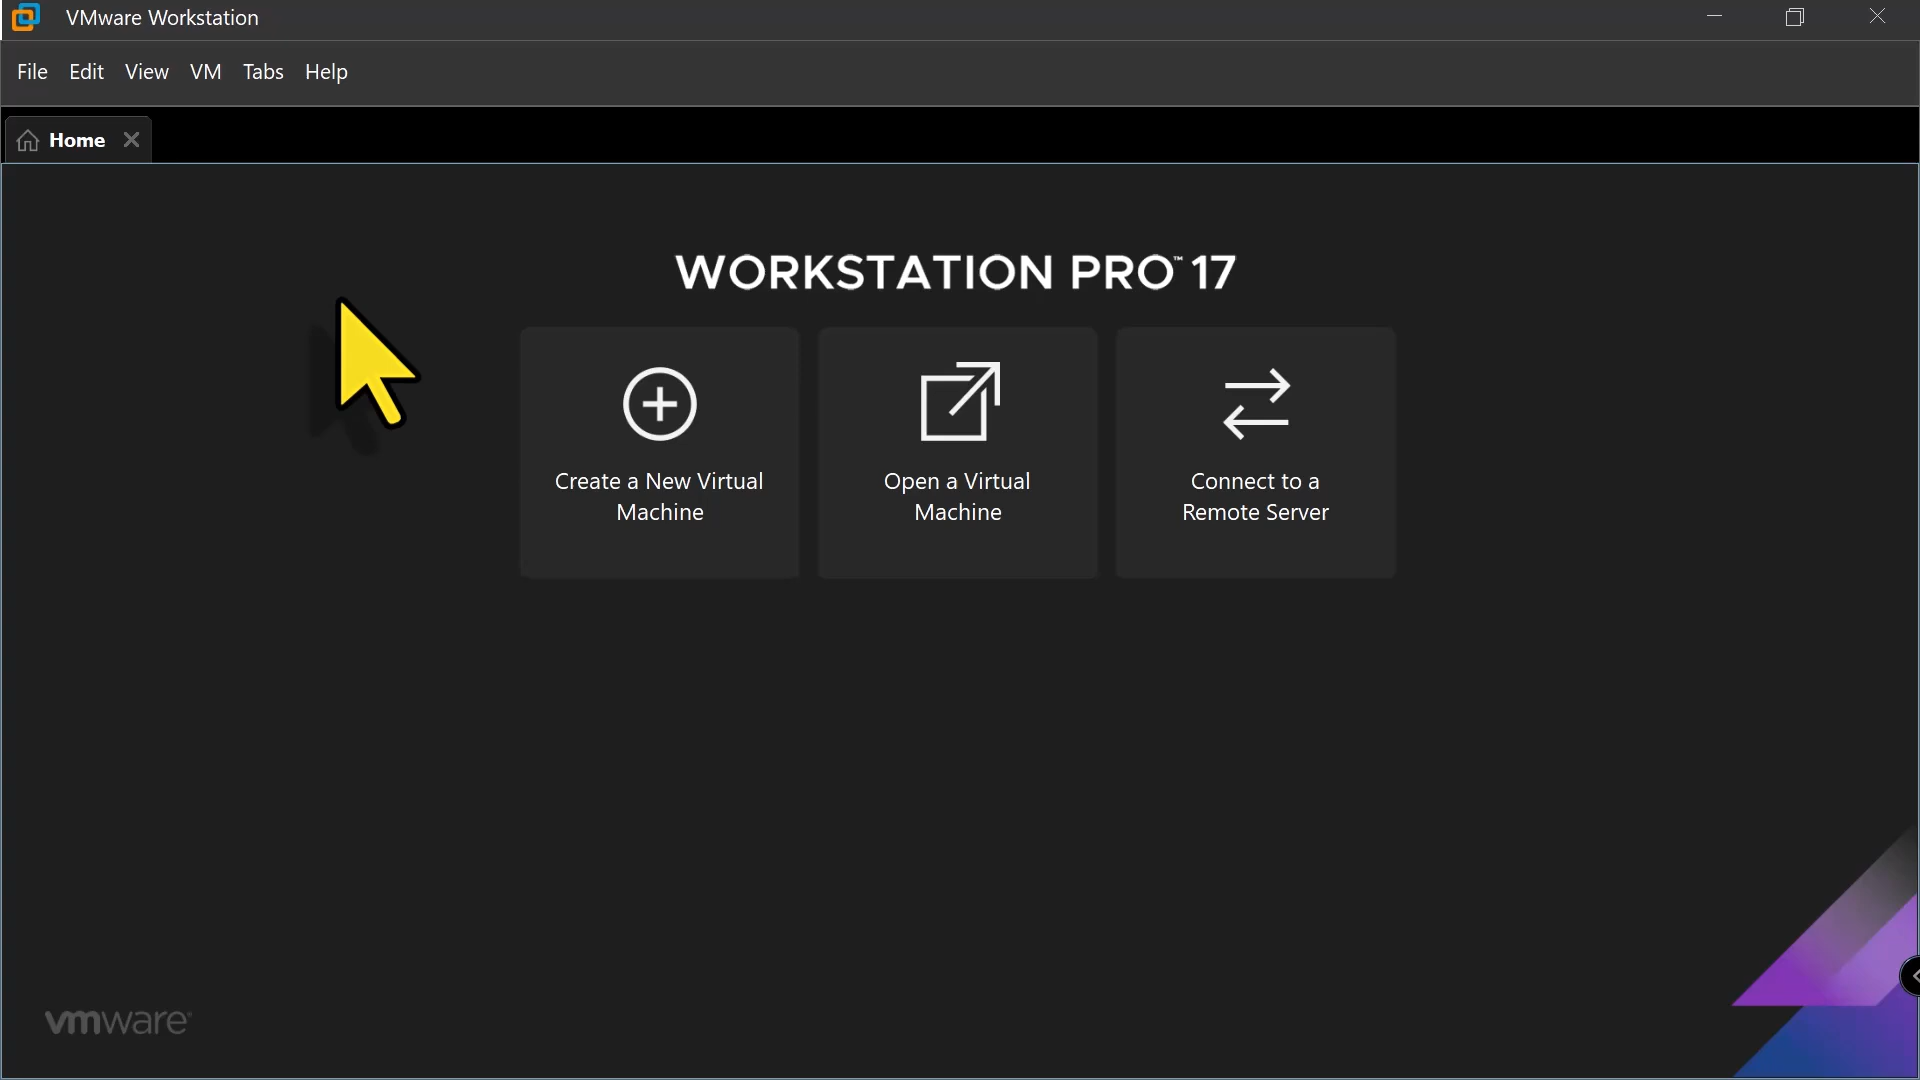 VMware Workstation
File Edit View VM Tabs Help
Home
WORKSTATION PRO™ 17
Create a New Virtual
Machine
Open a Virtual
Machine
Connect to a
Remote Server
vmware®